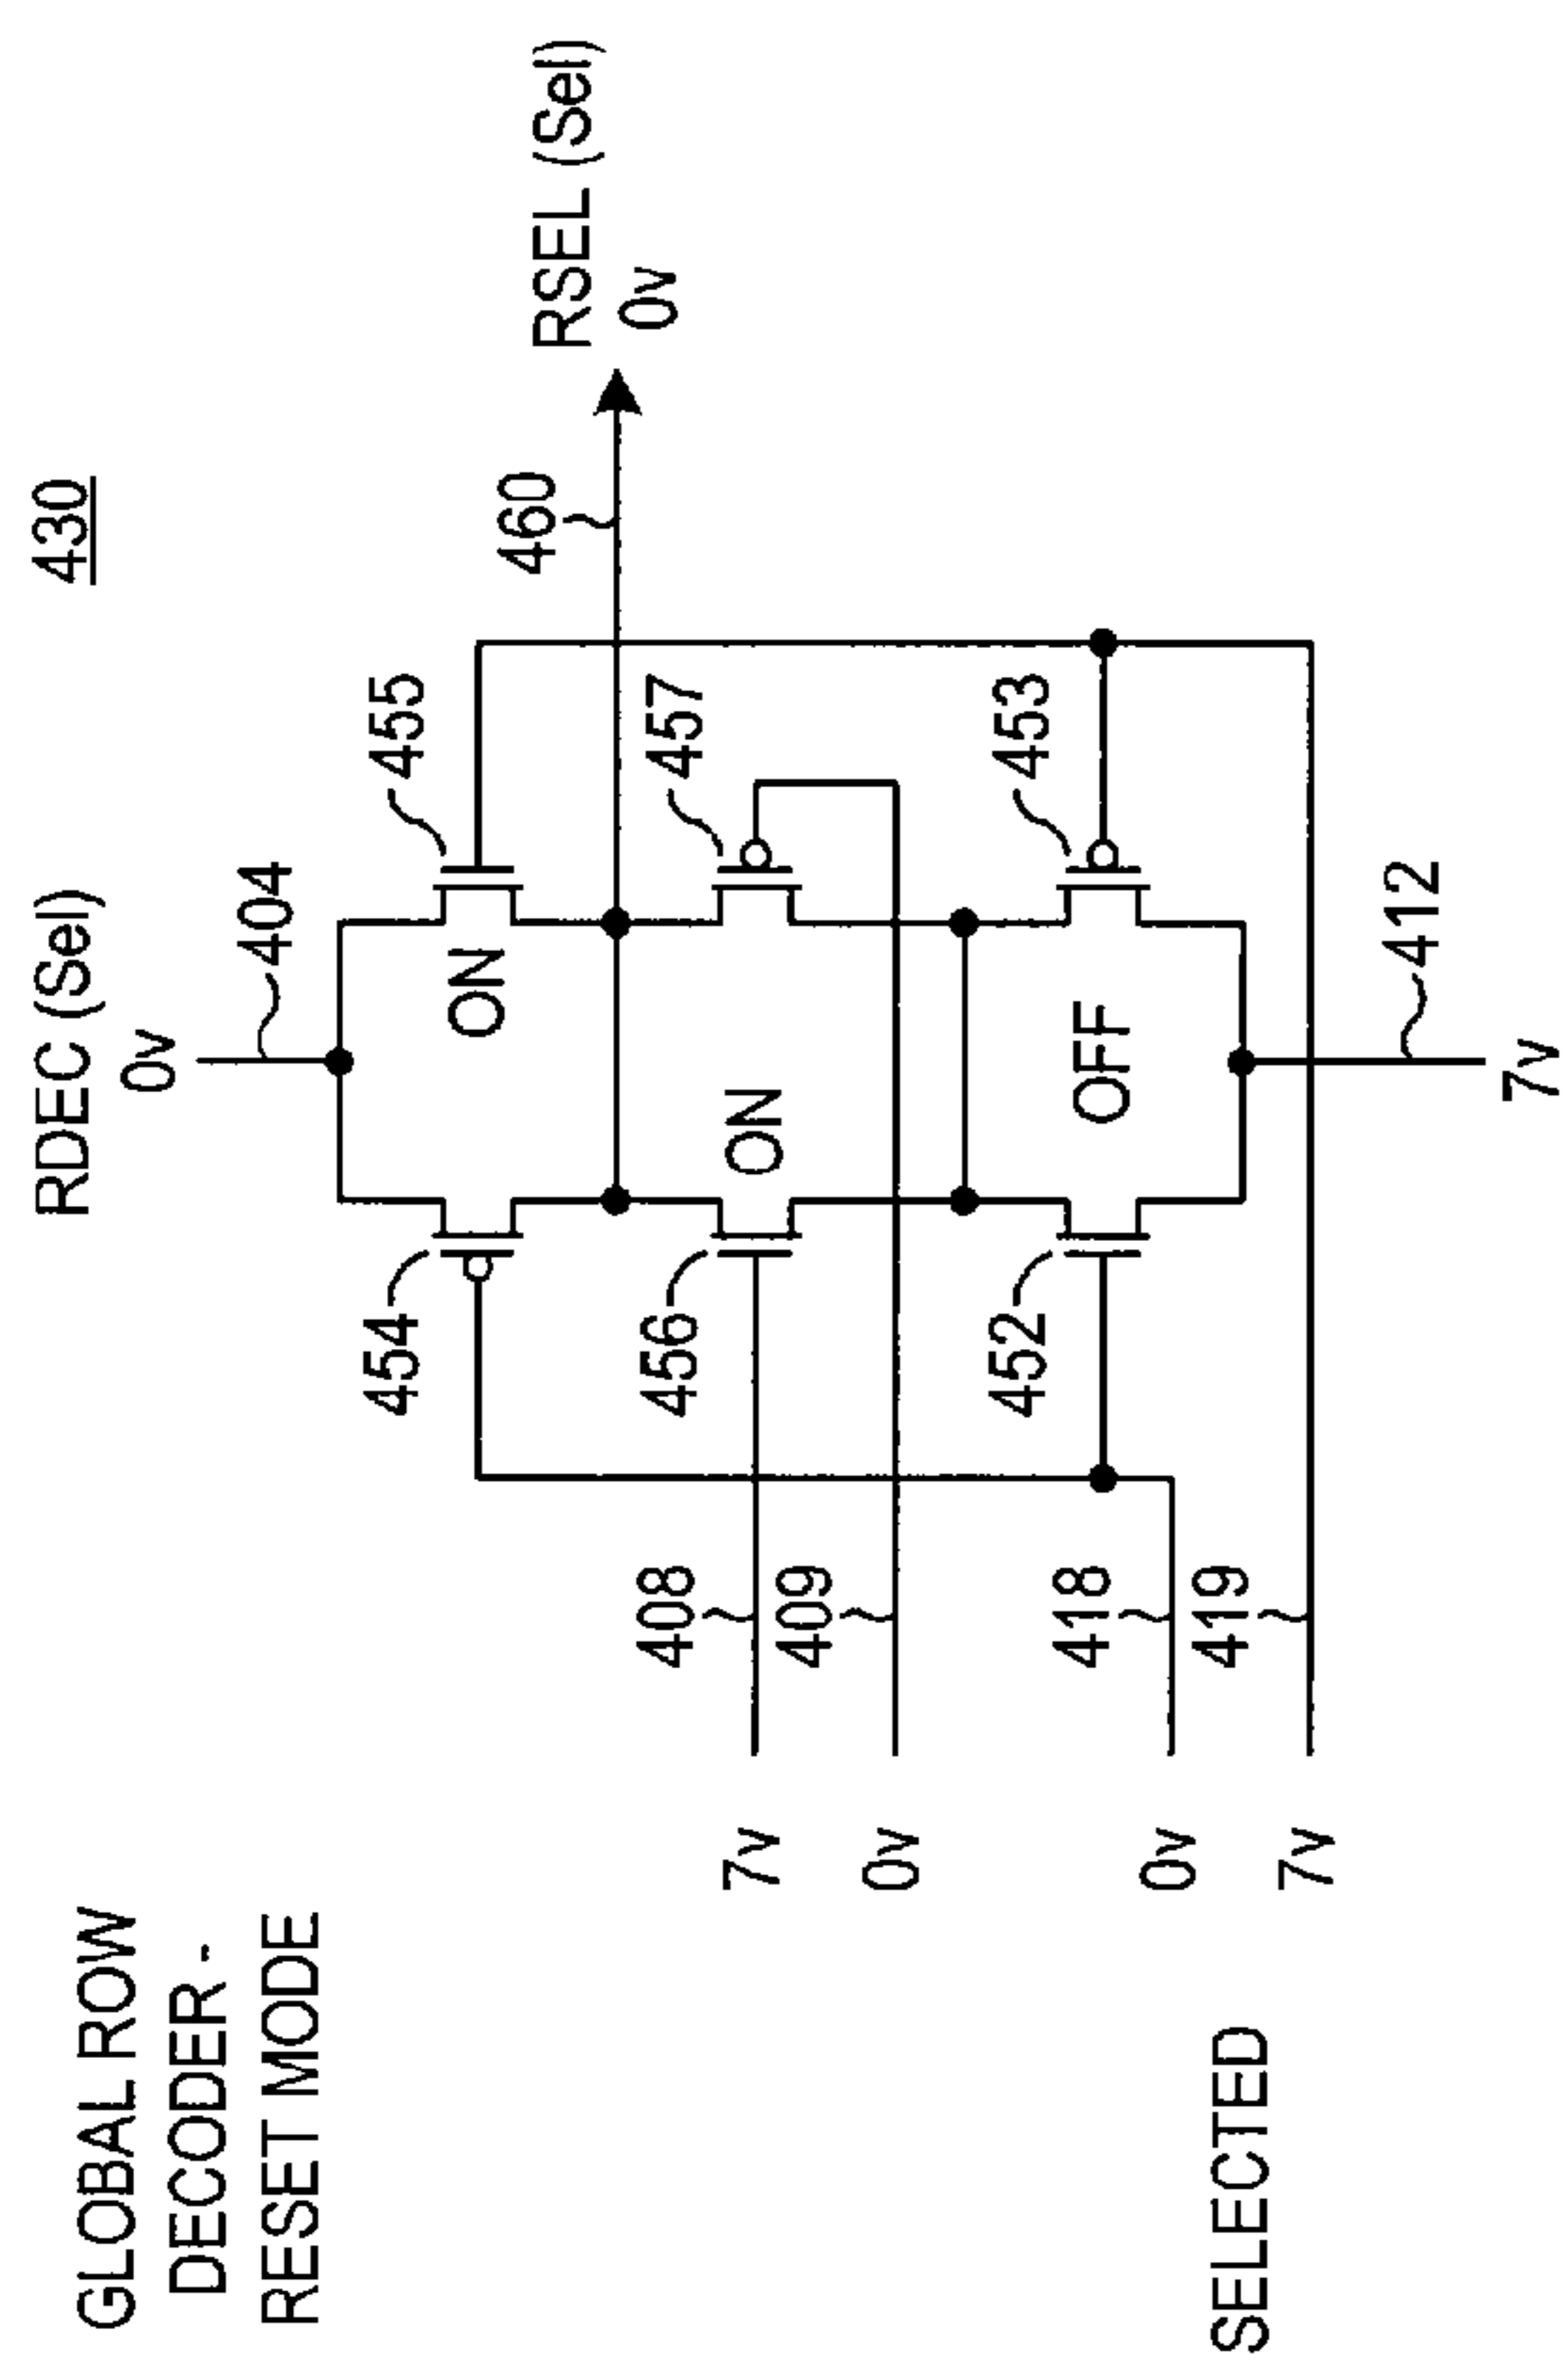 GLOBAL ROW
DECODER -
RESET MODE
430
RDEC (Sel)
0v
404
454
ON
455
RSEL (Sel)
0v
460
456
ON
457
408
7v
409
0v
452
OFF
453
418
0v
419
7v
SELECTED
412
7v